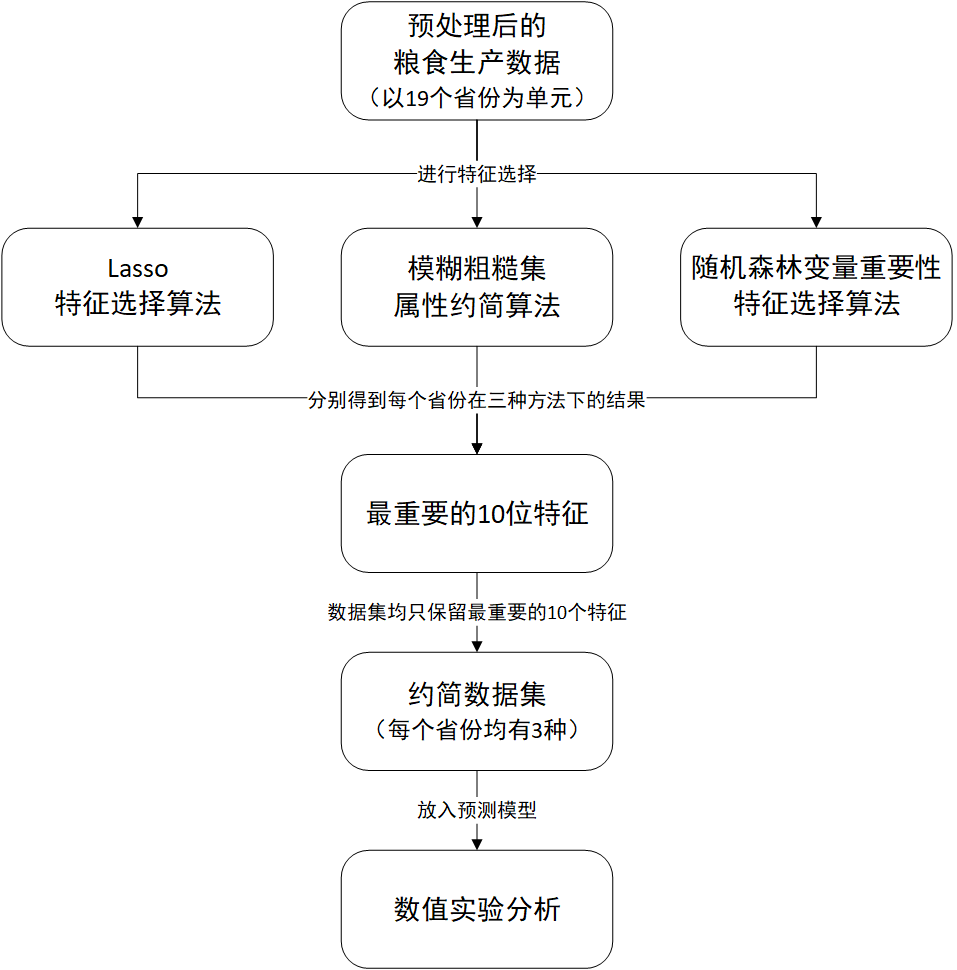 预处理后的
粮食生产数据
（以19个省份为单元）
进行特征选择
Lasso
特征选择算法
模糊粗糙集
属性约简算法
随机森林变量重要性
特征选择算法
分别得到每个省份在三种方法下的结果
最重要的10位特征
数据集均只保留最重要的10个特征
约简数据集
（每个省份均有3种）
放入预测模型
数值实验分析